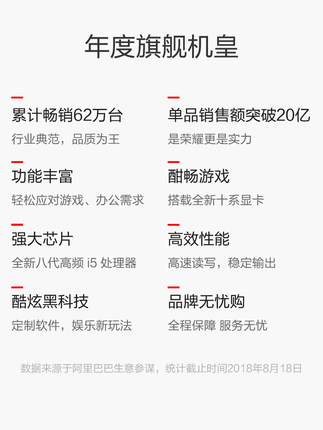 年度旗舰机皇
累计畅销62万台
行业典范，品质为王
单品销售额突破20亿
是荣耀更是实力
功能丰富
轻松应对游戏、办公需求
酣畅游戏
搭载全新十系显卡
强大芯片
全新八代高频 i5 处理器
高效性能
高速读写，稳定输出
酷炫黑科技
定制软件，娱乐新玩法
品牌无忧购
全程保障 服务无忧
数据来源于阿里巴巴生意参谋，统计截止时间2018年8月18日